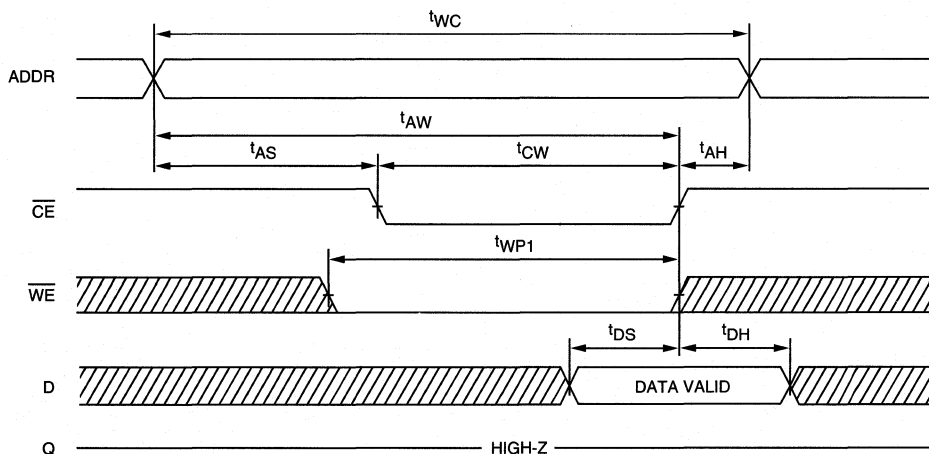 tWC
ADDR
tAW
tAS tCW tAH
CE
tWP1
WE
tDS tDH
D DATA VALID
Q HIGH-Z